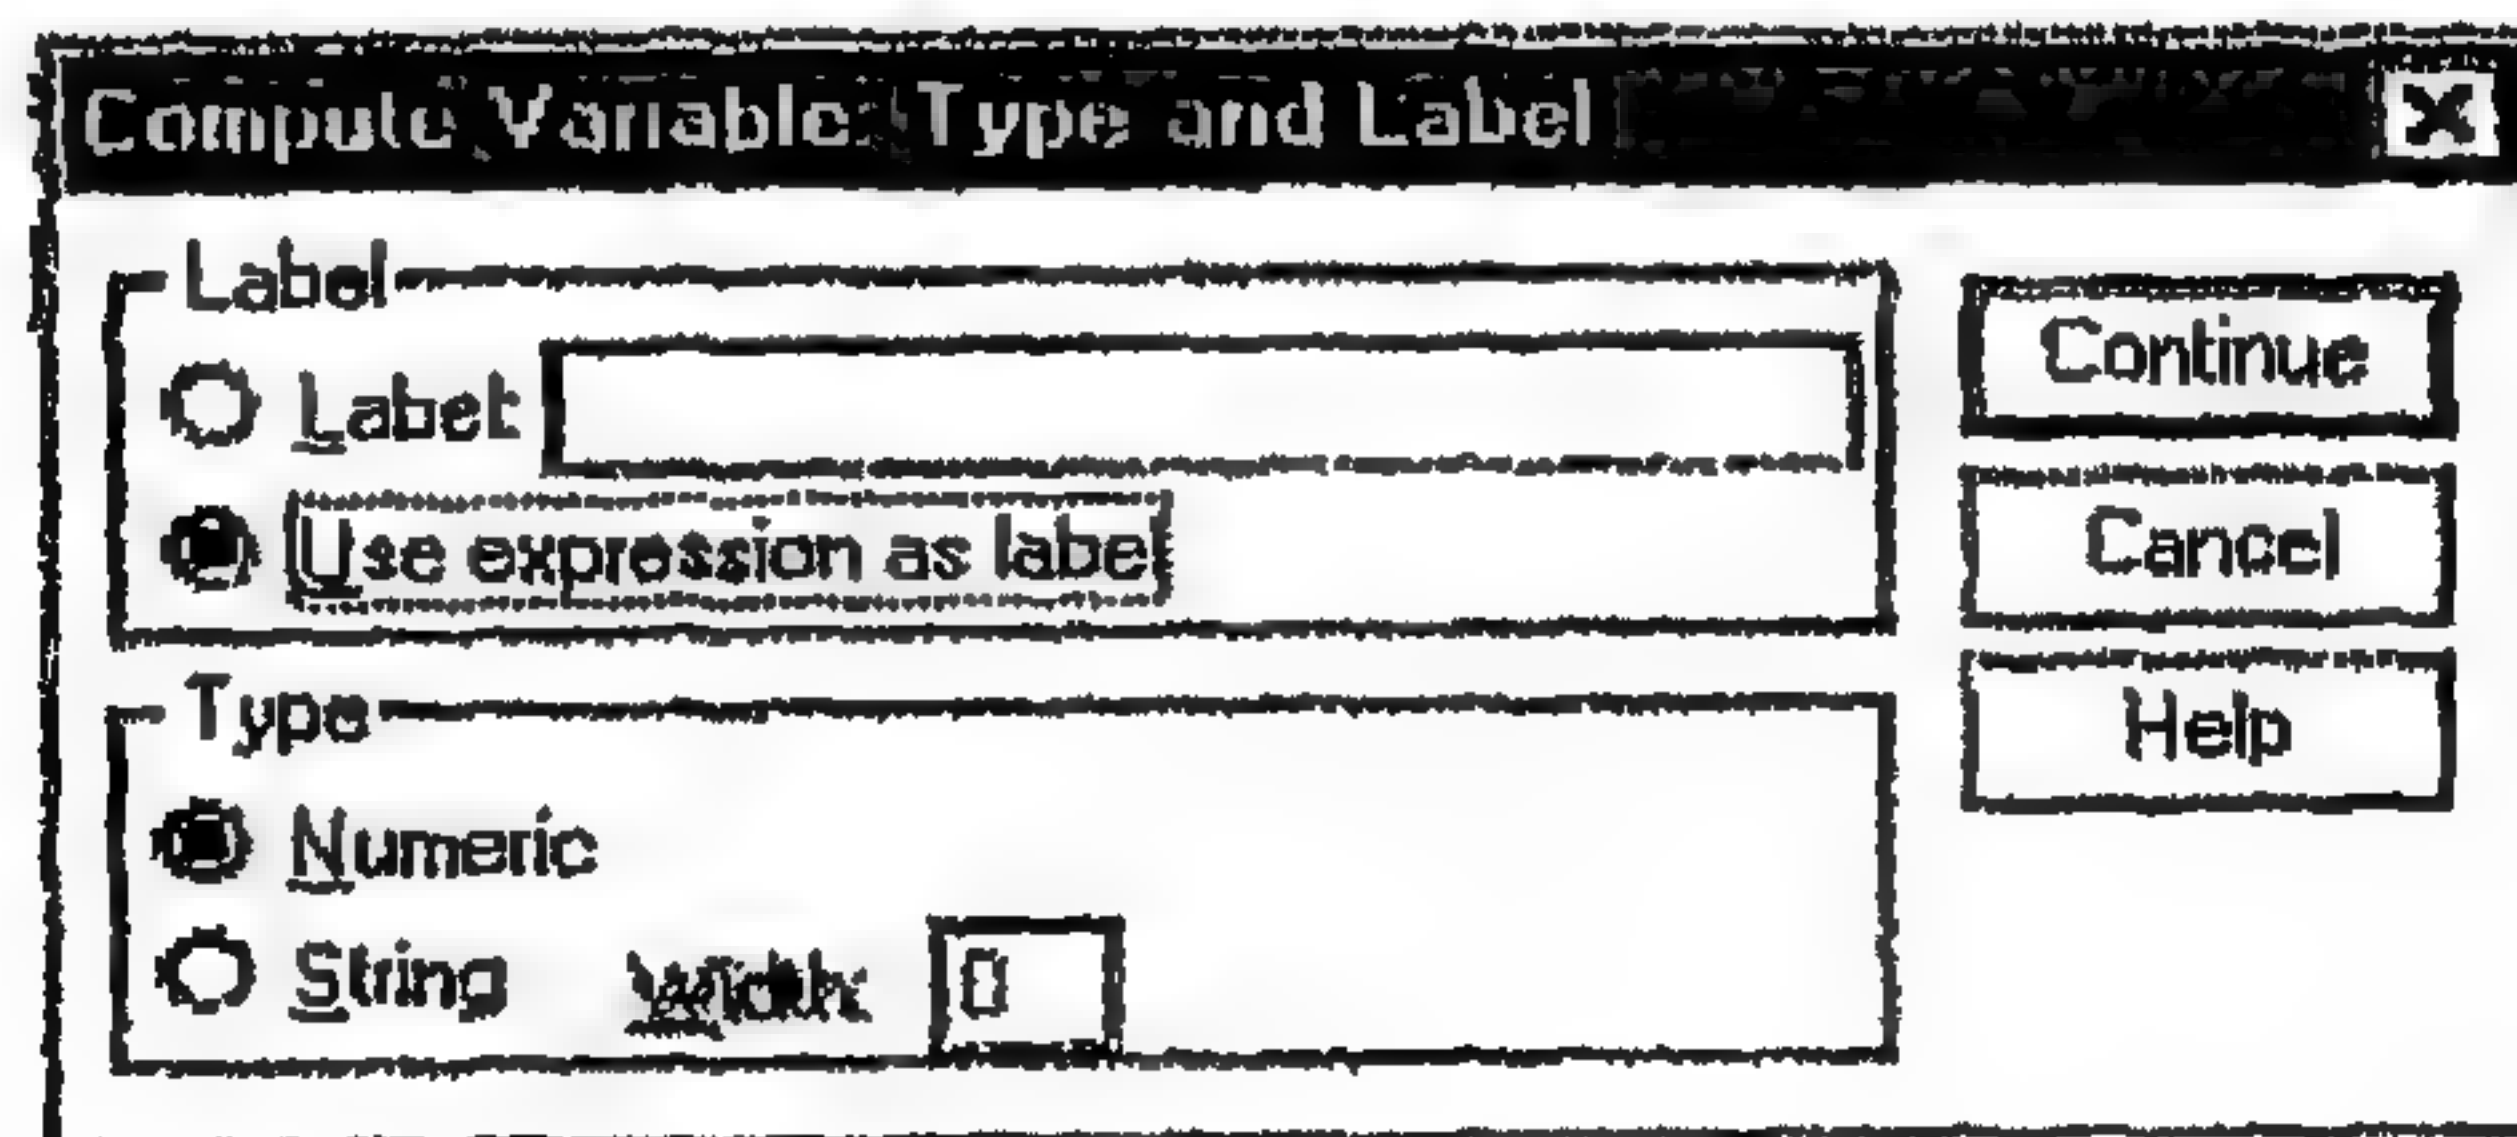 Compute Variable: Type and Label
Label
Label:
Continue
Use expression as label
Cancel
Type
Help
Numeric
String Width: 0